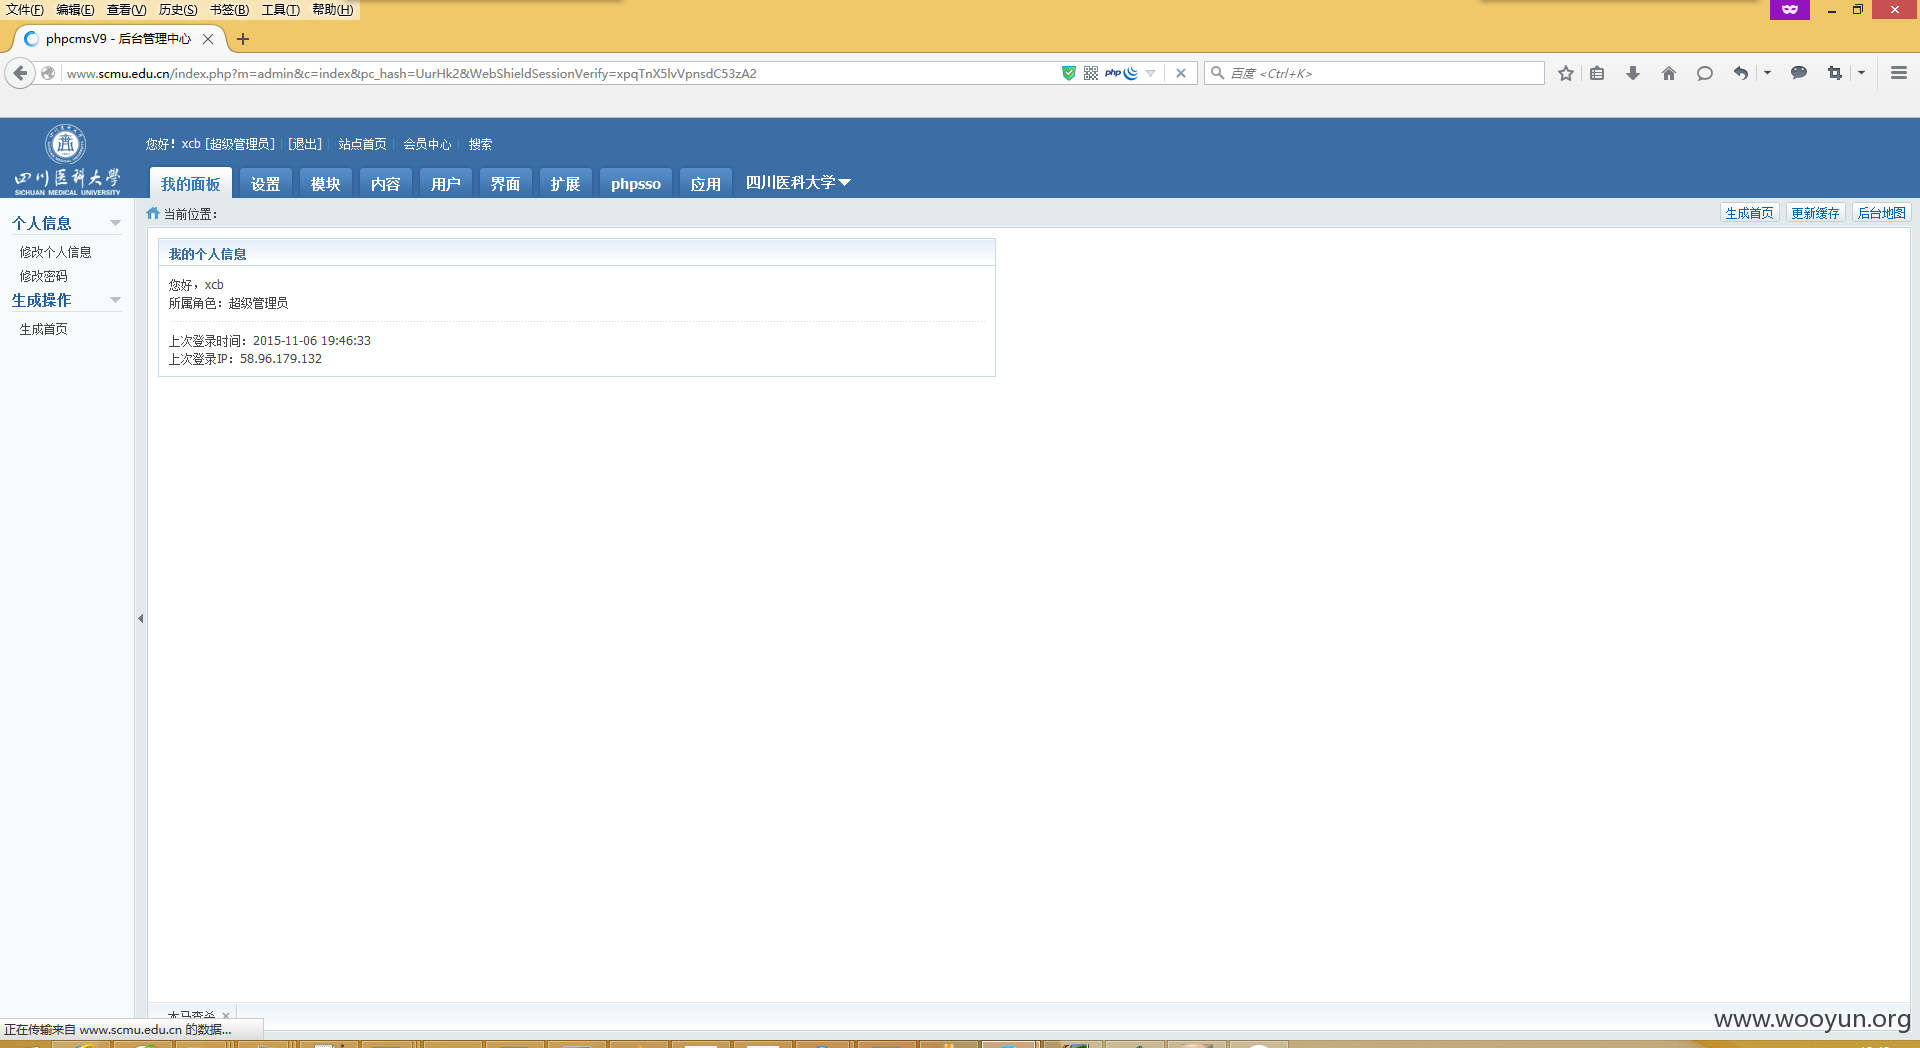 文件(F) 编辑(E) 查看(V) 历史(S) 书签(B) 工具(T) 帮助(H)
phpcmsV9 - 后台管理中心
www.scmu.edu.cn/index.php?m=admin&c=index&pc_hash=UurHk2&WebShieldSessionVerify=xpqTnX5lvVpnsdC53zA2
php
百度 <Ctrl+K>
四川医科大学
SICHUAN MEDICAL UNIVERSITY
您好！xcb [超级管理员] [退出] 站点首页 会员中心 搜索
我的面板 设置 模块 内容 用户 界面 扩展 phpsso 应用 四川医科大学
个人信息
修改个人信息
修改密码
生成操作
生成首页
当前位置：
生成首页 更新缓存 后台地图
我的个人信息
您好，xcb
所属角色：超级管理员
上次登录时间：2015-11-06 19:46:33
上次登录IP：58.96.179.132
木马查杀
正在传输来自 www.scmu.edu.cn 的数据...
www.wooyun.org